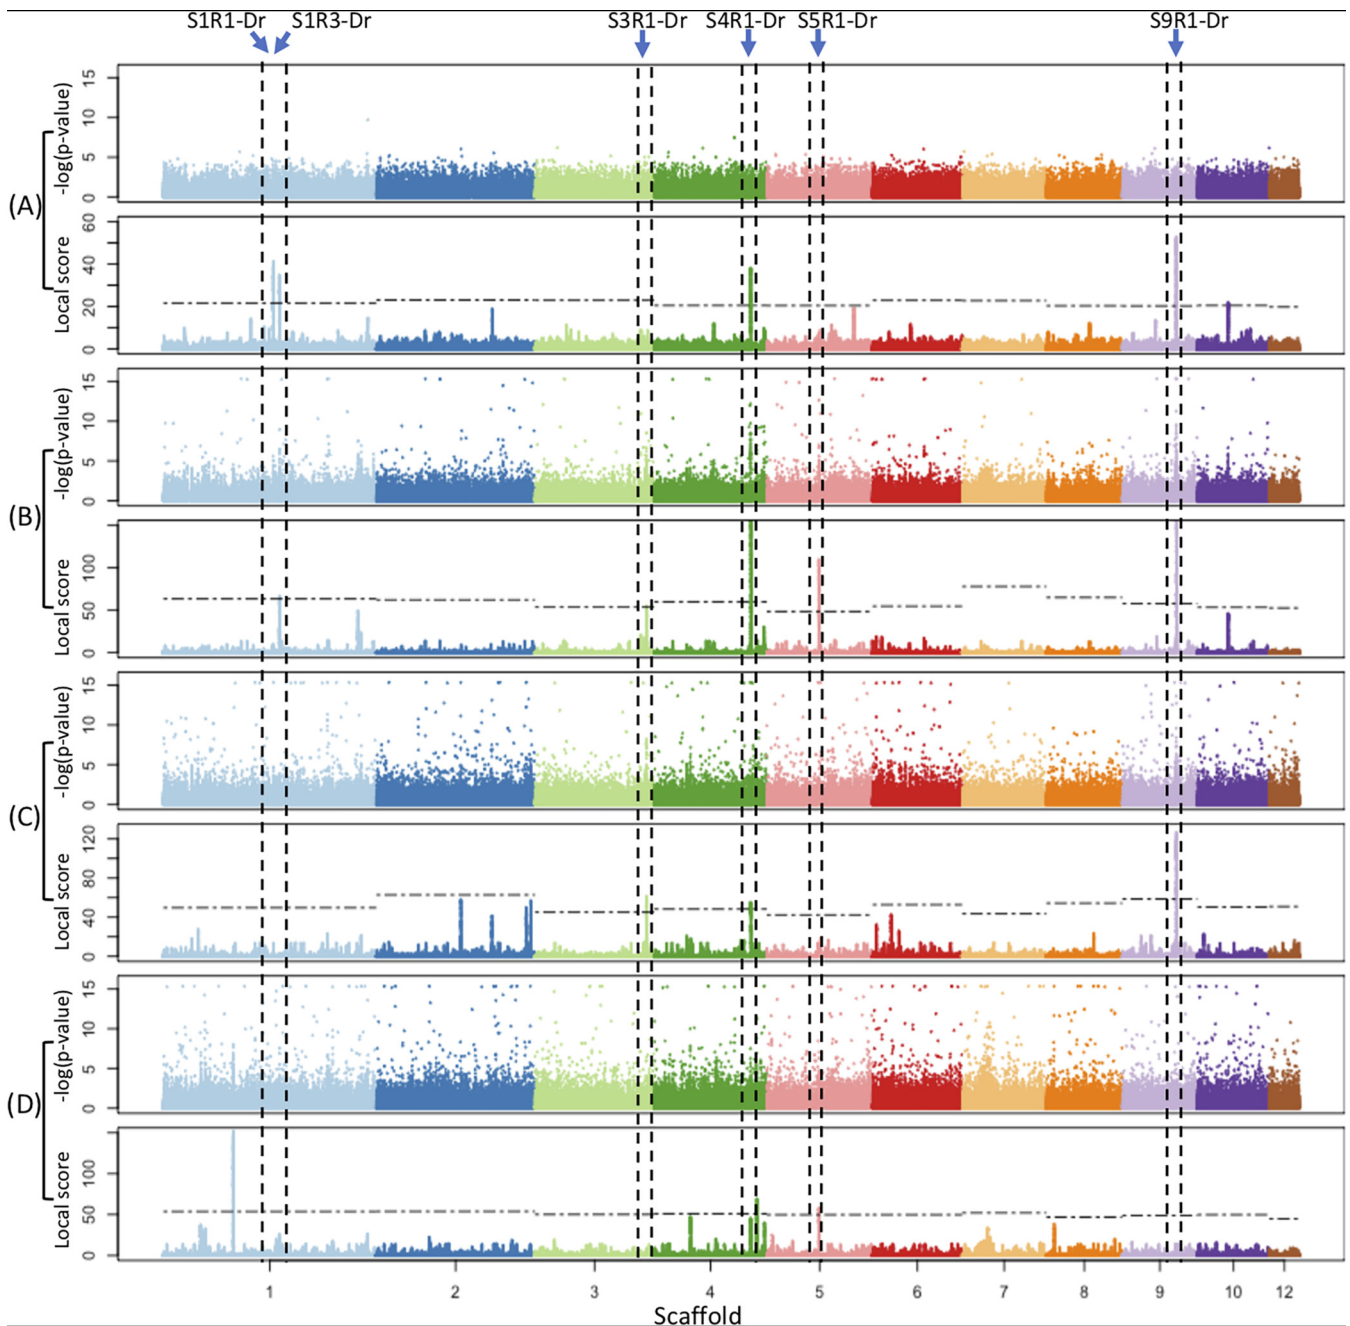 S1R1-Dr S1R3-Dr S3R1-Dr S4R1-Dr S5R1-Dr S9R1-Dr
(A)
-log(p-value)
0 5 10 15
Local score
0 20 40 60
(B)
-log(p-value)
0 5 10 15
Local score
0 50 100
(C)
-log(p-value)
0 5 10 15
Local score
0 40 80 120
(D)
-log(p-value)
0 5 10 15
Local score
0 50 100
1 2 3 4 5 6 7 8 9 10 12
Scaffold